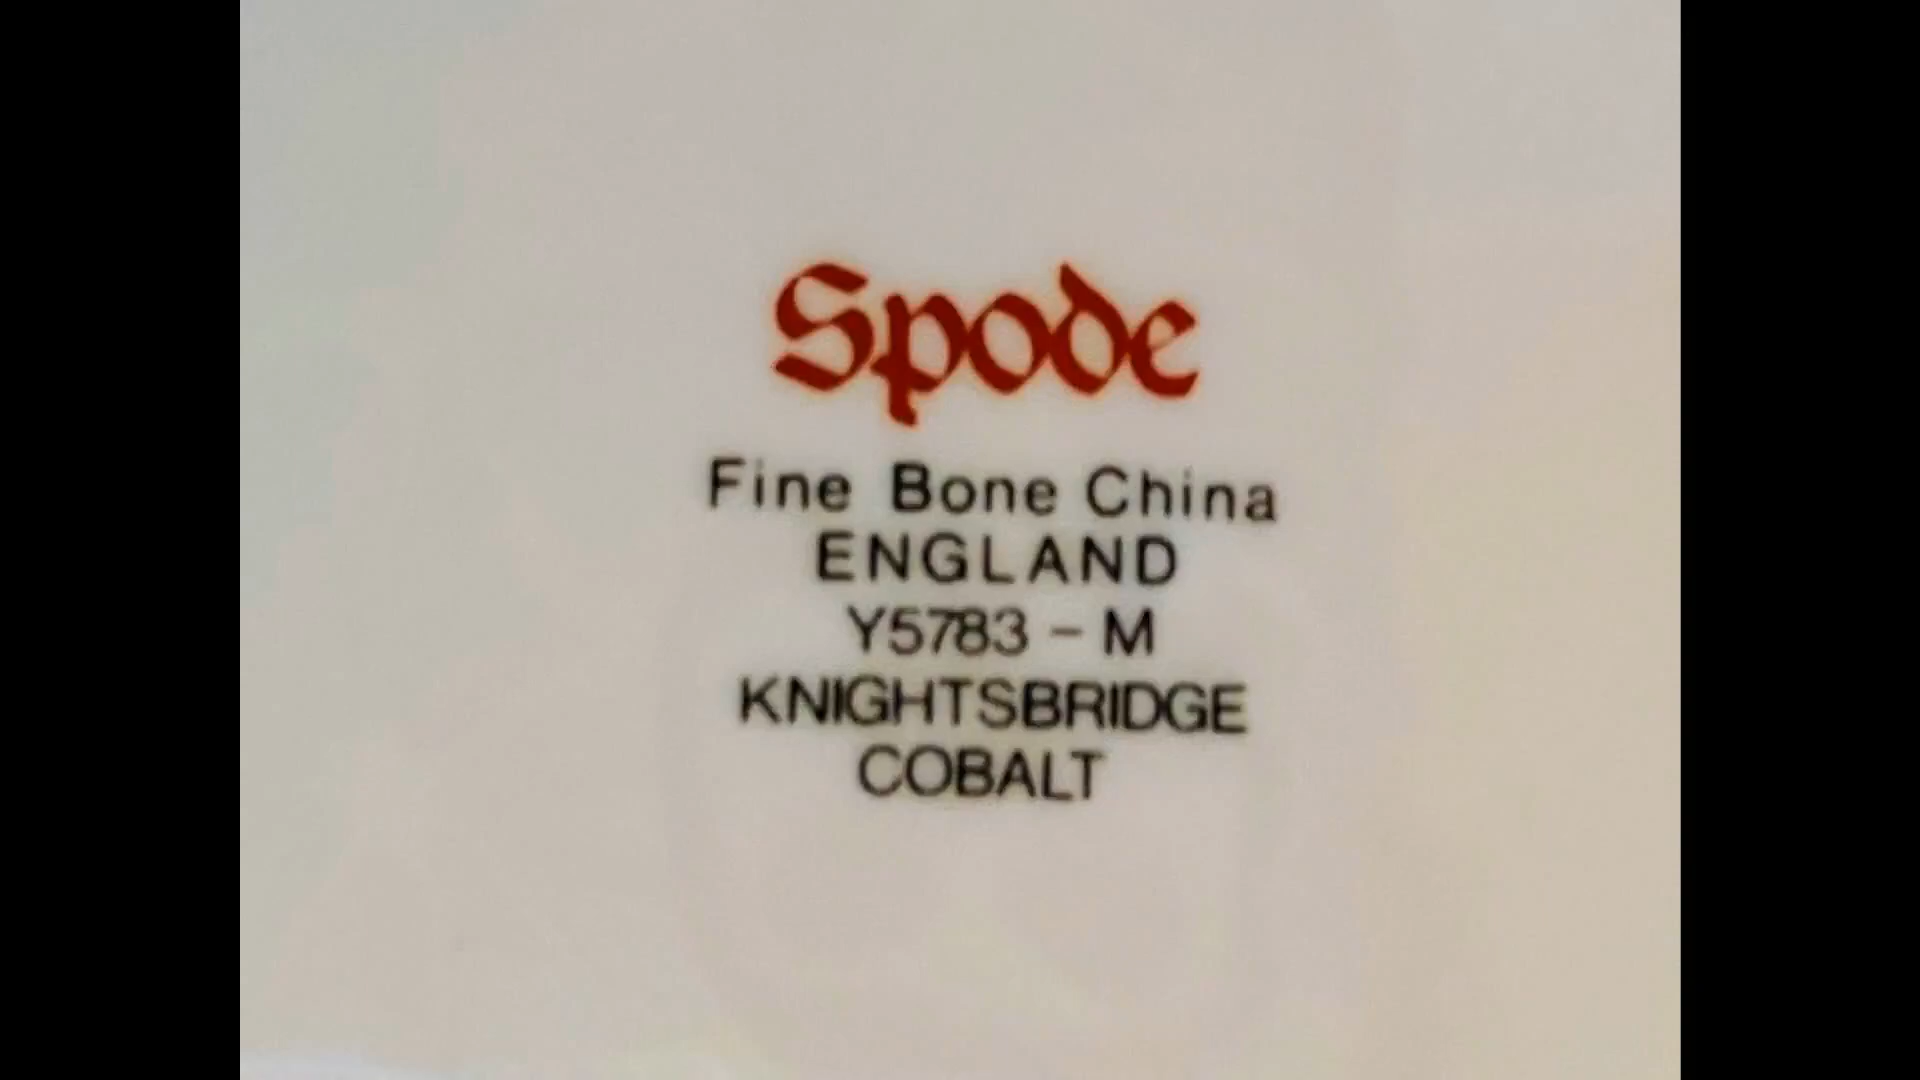 Spode
Fine Bone China
ENGLAND
Y5783 - M
KNIGHTSBRIDGE
COBALT